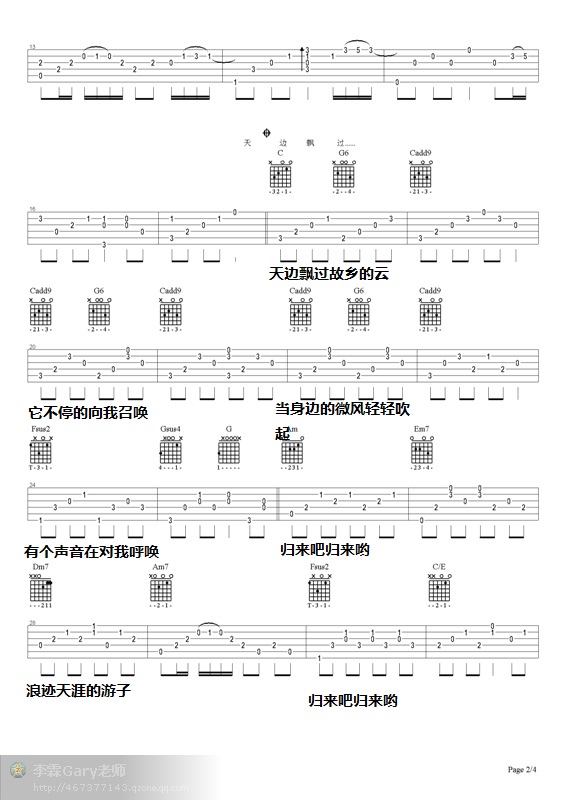 13
天 边 飘 过......
C G6 Cadd9
16
天边飘过故乡的云
Cadd9 G6 Cadd9 Cadd9 G6 Cadd9
20
它不停的向我召唤
当身边的微风轻轻吹
起
Fsus2 Gsus4 G Am Em7
24
有个声音在对我呼唤
归来吧归来哟
Dm7 Am7 Fsus2 C/E
28
浪迹天涯的游子
归来吧归来哟
Page 2/4
李霖Gary老师
http://467377143.qzone.qq.com